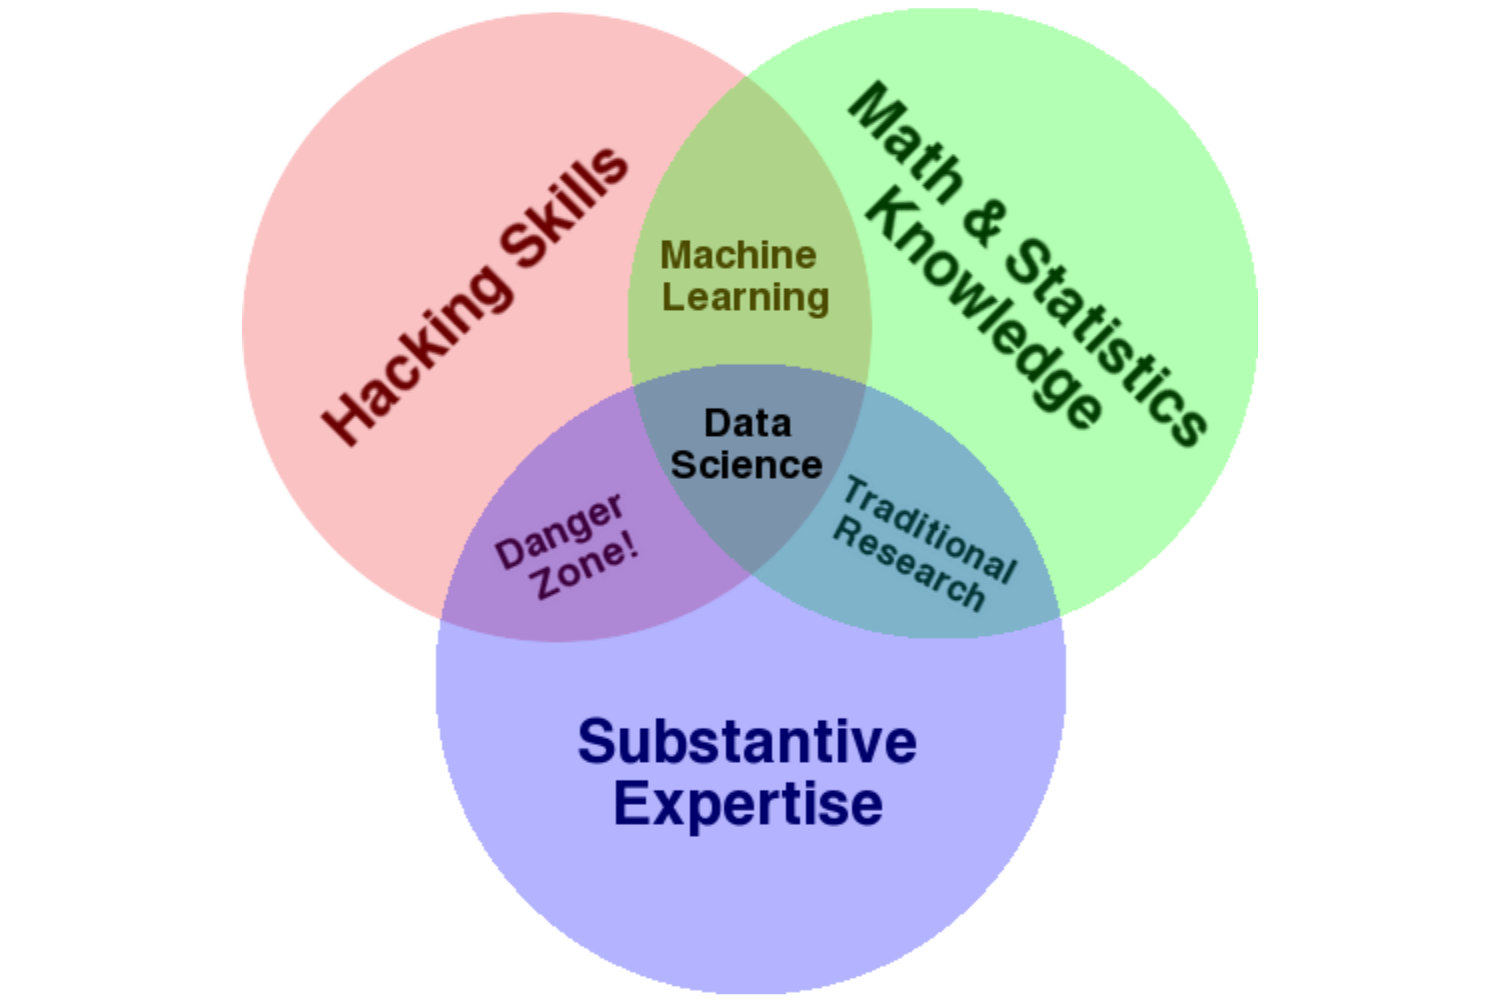 Hacking Skills
Math & Statistics
Knowledge
Machine
Learning
Data
Science
Danger
Zone!
Traditional
Research
Substantive
Expertise